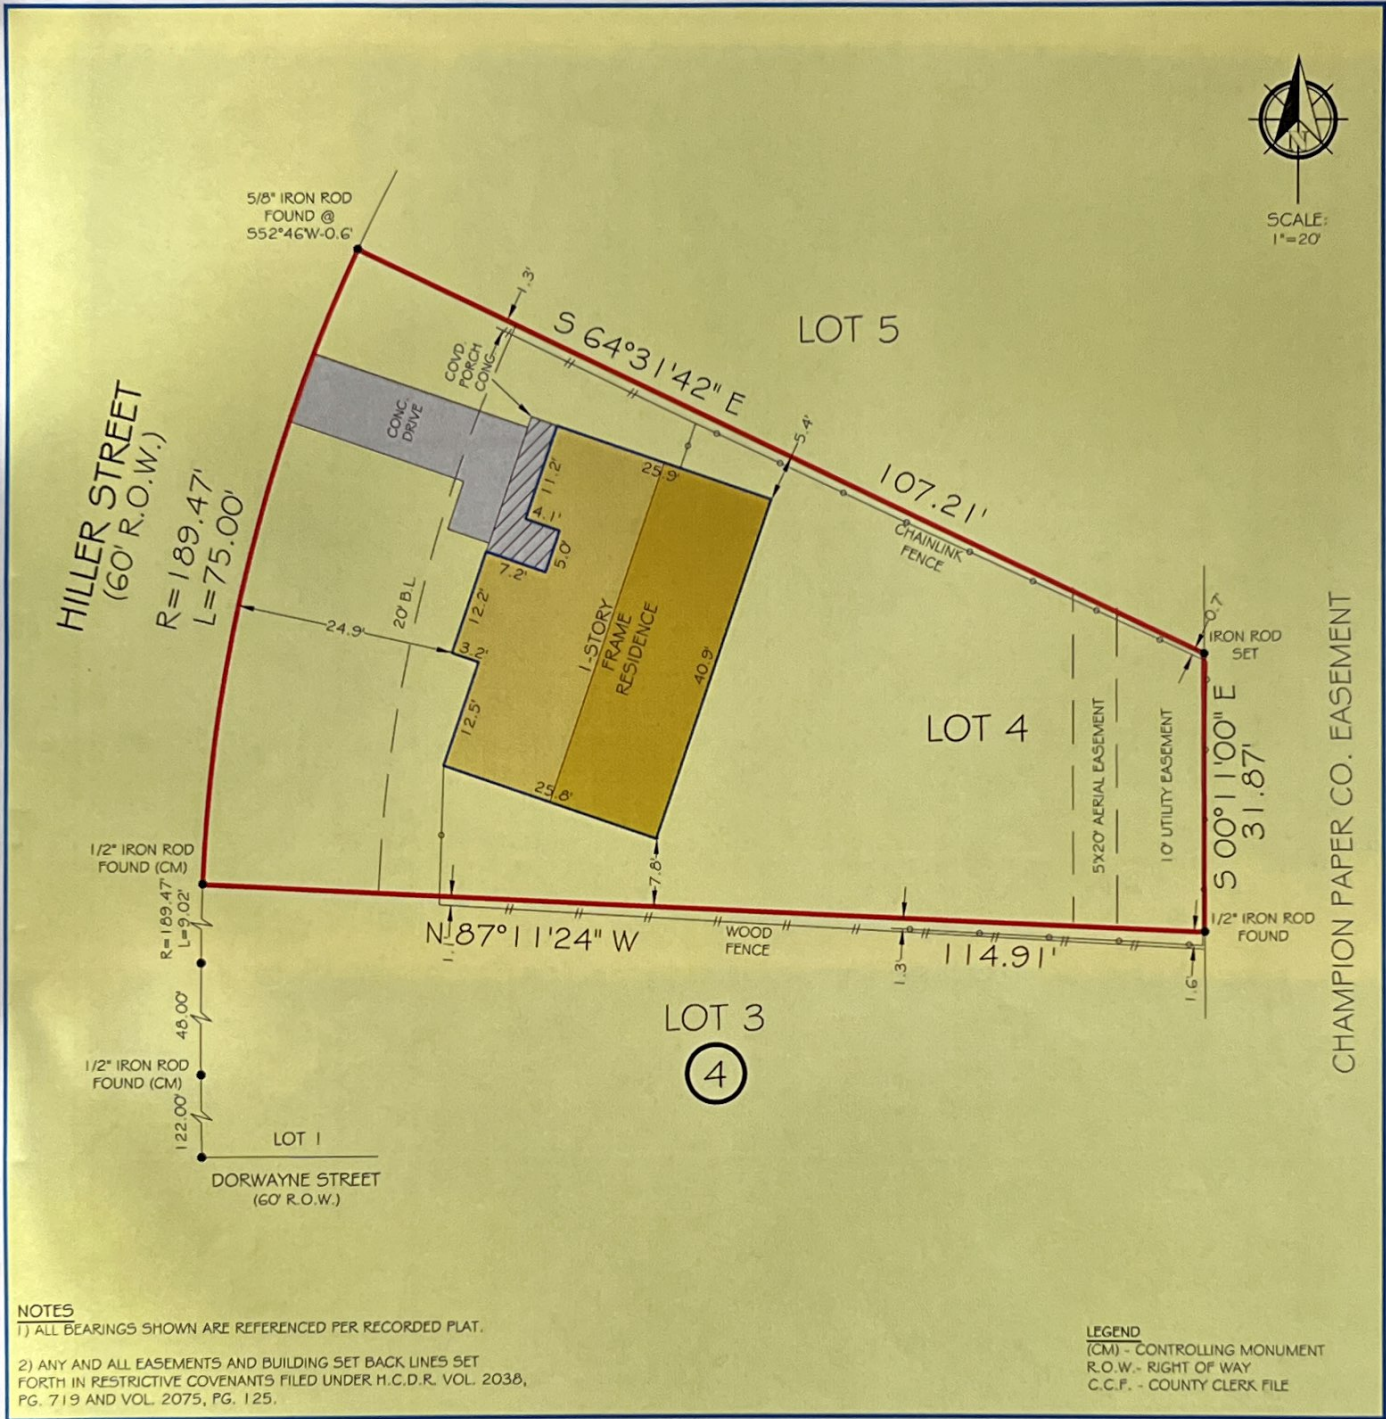 N
SCALE:
1"=20'
5/8" IRON ROD
FOUND @
S52°46'W-0.6'
1.3'
S 64°31'42" E
LOT 5
COVD.
PORCH
CONC.
CONC.
DRIVE
HILLER STREET
(60' R.O.W.)
R=189.47'
L=75.00'
11.2'
25.9'
5.4'
107.21'
CHAINLINK
FENCE
4.1'
5.0'
7.2'
12.2'
20' B.L.
24.9'
3.2'
12.5'
1-STORY
FRAME
RESIDENCE
40.9'
25.8'
0.7'
IRON ROD
SET
LOT 4
5'X20' AERIAL EASEMENT
10' UTILITY EASEMENT
S 00°11'00" E
31.87'
CHAMPION PAPER CO. EASEMENT
1/2" IRON ROD
FOUND (CM)
R=189.47'
L=9.02'
7.8'
N 87°11'24" W
WOOD
FENCE
1.3'
114.91'
1.6'
1/2" IRON ROD
FOUND
LOT 3
4
48.00'
1/2" IRON ROD
FOUND (CM)
122.00'
LOT 1
DORWAYNE STREET
(60' R.O.W.)
NOTES
1) ALL BEARINGS SHOWN ARE REFERENCED PER RECORDED PLAT.
2) ANY AND ALL EASEMENTS AND BUILDING SET BACK LINES SET
FORTH IN RESTRICTIVE COVENANTS FILED UNDER H.C.D.R. VOL. 2038,
PG. 719 AND VOL. 2075, PG. 125.
LEGEND
(CM) - CONTROLLING MONUMENT
R.O.W.- RIGHT OF WAY
C.C.F. - COUNTY CLERK FILE